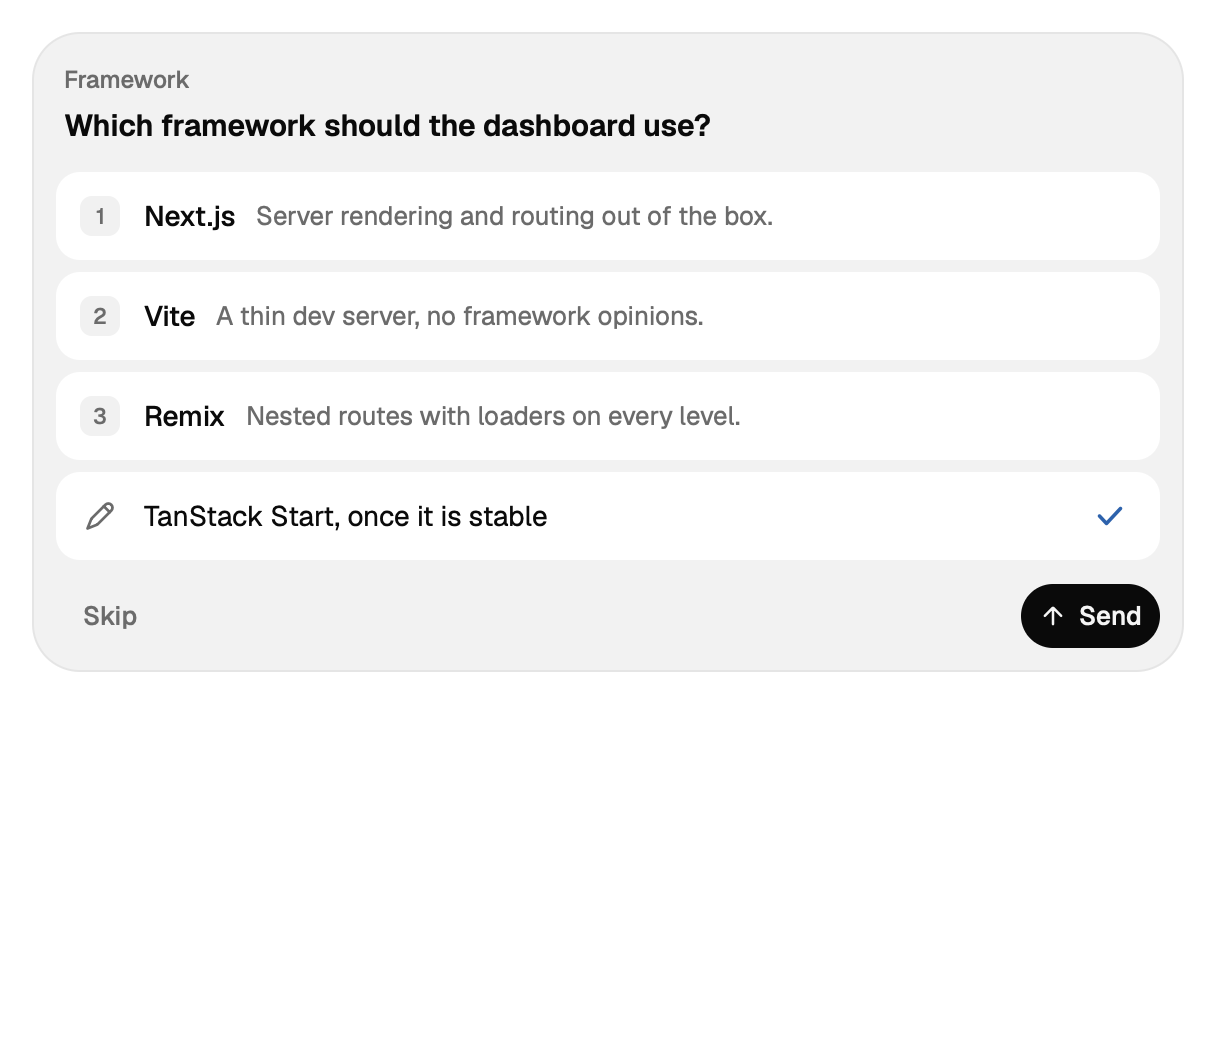 Framework
Which framework should the dashboard use?
1 Next.js Server rendering and routing out of the box.
2 Vite A thin dev server, no framework opinions.
3 Remix Nested routes with loaders on every level.
TanStack Start, once it is stable
Skip Send